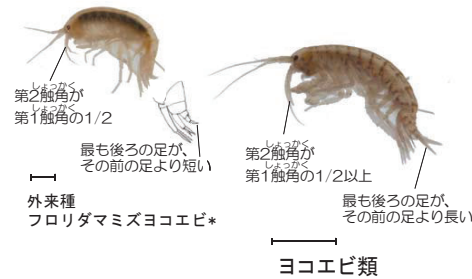 しょっかく
第2触角が
しょっかく
第1触角の1/2
最も後ろの足が、
その前の足より短い
外来種
フロリダマミズヨコエビ*
しょっかく
第2触角が
しょっかく
第1触角の1/2以上
最も後ろの足が、
その前の足より長い
ヨコエビ類